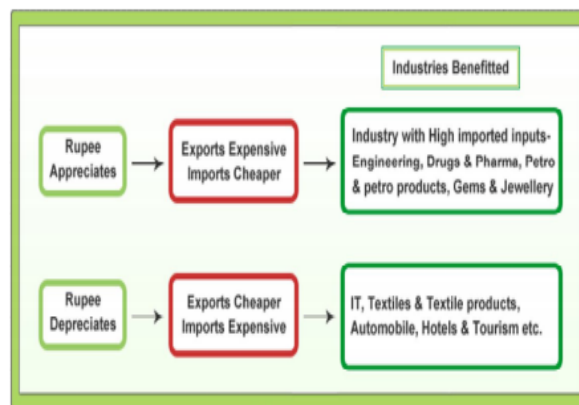 Industries Benefitted
Rupee
Appreciates
Exports Expensive
Imports Cheaper
Industry with High imported inputs-
Engineering, Drugs & Pharma, Petro
& petro products, Gems & Jewellery
Rupee
Depreciates
Exports Cheaper
Imports Expensive
IT, Textiles & Textile products,
Automobile, Hotels & Tourism etc.